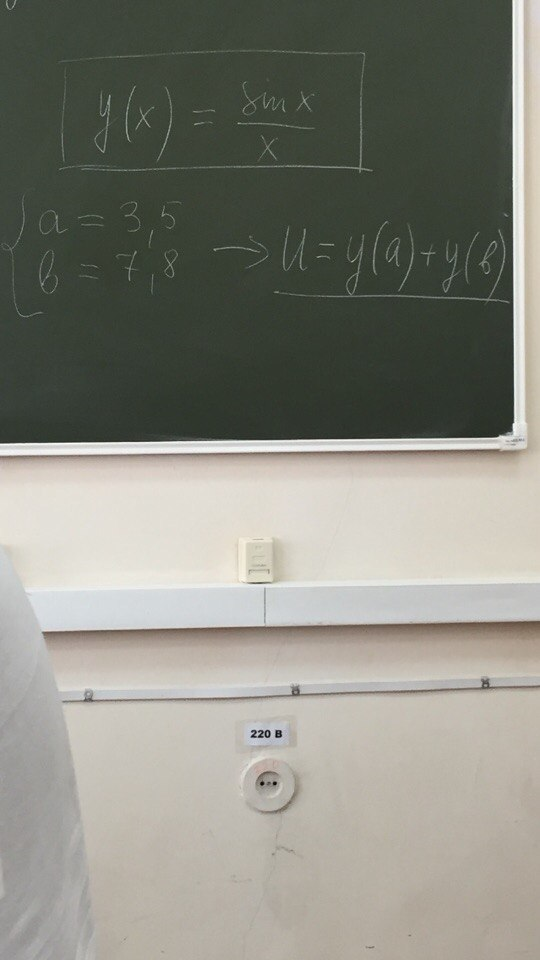 y(x) = sin x / x
a = 3,5
b = 7,8 → U = y(a) + y(b)
220 В